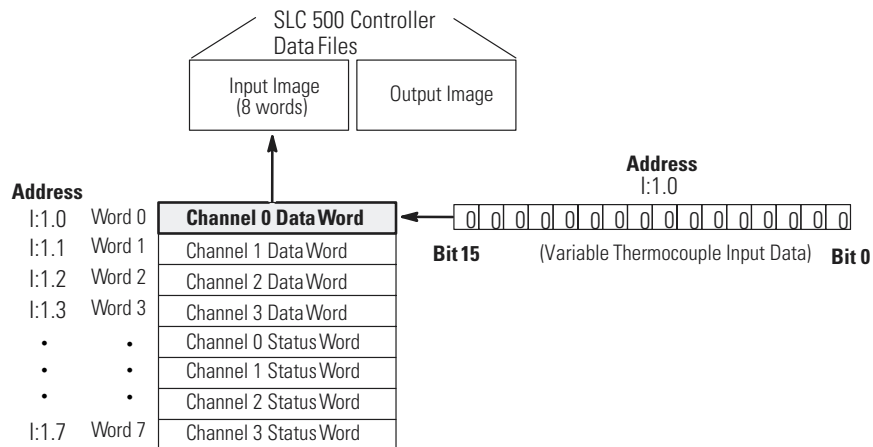 SLC 500 Controller
Data Files
Input Image
(8 words)
Output Image
Address
I:1.0
Address
I:1.0 Word 0 Channel 0 Data Word 0 0 0 0 0 0 0 0 0 0 0 0 0 0 0 0
I:1.1 Word 1 Channel 1 Data Word Bit 15 (Variable Thermocouple Input Data) Bit 0
I:1.2 Word 2 Channel 2 Data Word
I:1.3 Word 3 Channel 3 Data Word
• • Channel 0 Status Word
• • Channel 1 Status Word
• • Channel 2 Status Word
I:1.7 Word 7 Channel 3 Status Word